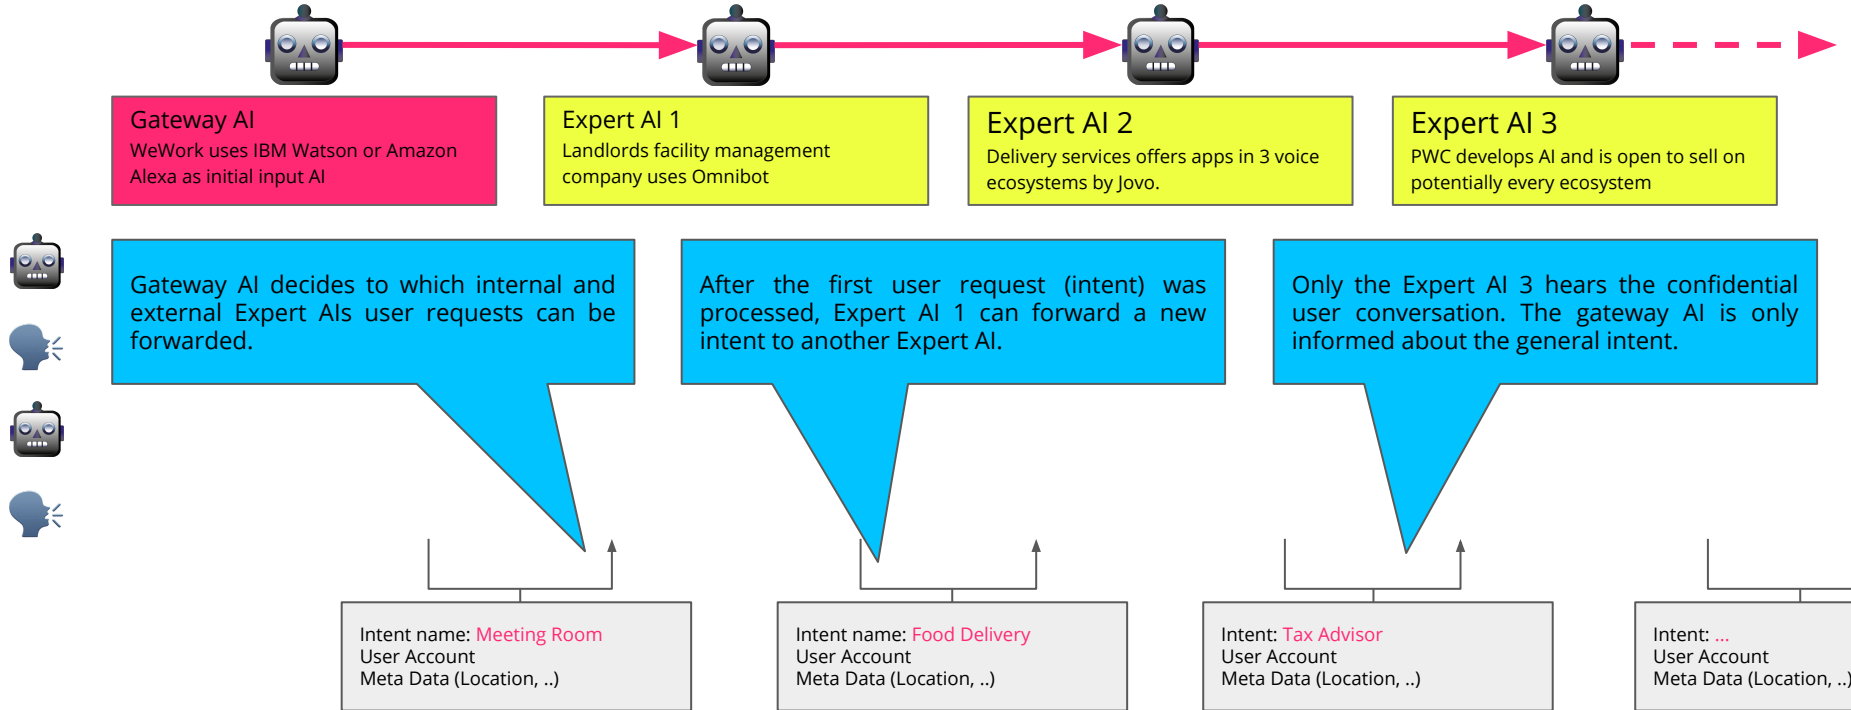 Gateway AI
WeWork uses IBM Watson or Amazon
Alexa as initial input AI
Expert AI 1
Landlords facility management
company uses Omnibot
Expert AI 2
Delivery services offers apps in 3 voice
ecosystems by Jovo.
Expert AI 3
PWC develops AI and is open to sell on
potentially every ecosystem
Gateway AI decides to which internal and
external Expert AIs user requests can be
forwarded.
After the first user request (intent) was
processed, Expert AI 1 can forward a new
intent to another Expert AI.
Only the Expert AI 3 hears the confidential
user conversation. The gateway AI is only
informed about the general intent.
Intent name: Meeting Room
User Account
Meta Data (Location, ..)
Intent name: Food Delivery
User Account
Meta Data (Location, ..)
Intent: Tax Advisor
User Account
Meta Data (Location, ..)
Intent: ...
User Account
Meta Data (Location, ..)